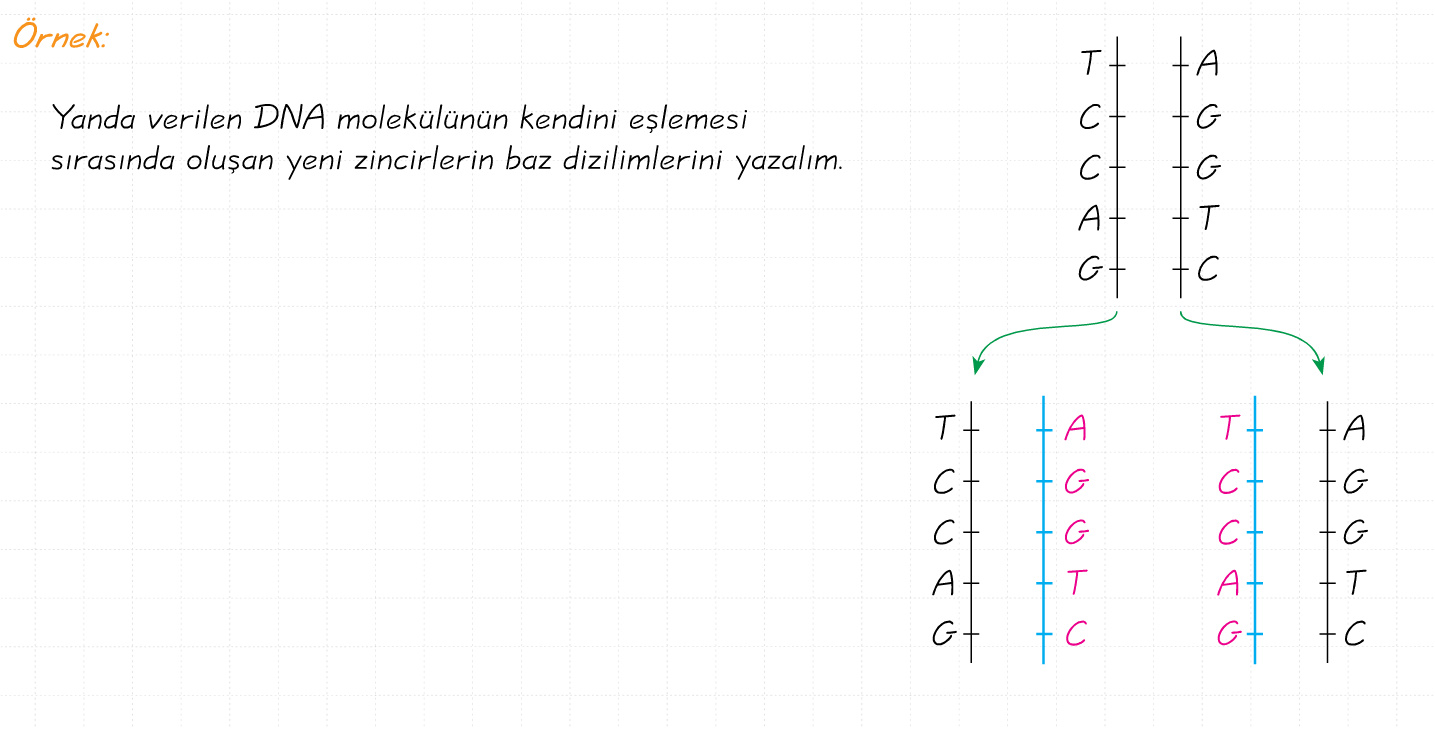 Örnek:
Yanda verilen DNA molekülünün kendini eşlemesi
sırasında oluşan yeni zincirlerin baz dizilimlerini yazalım.
T A
C G
C G
A T
G C
T A T A
C G C G
C G C G
A T A T
G C G C